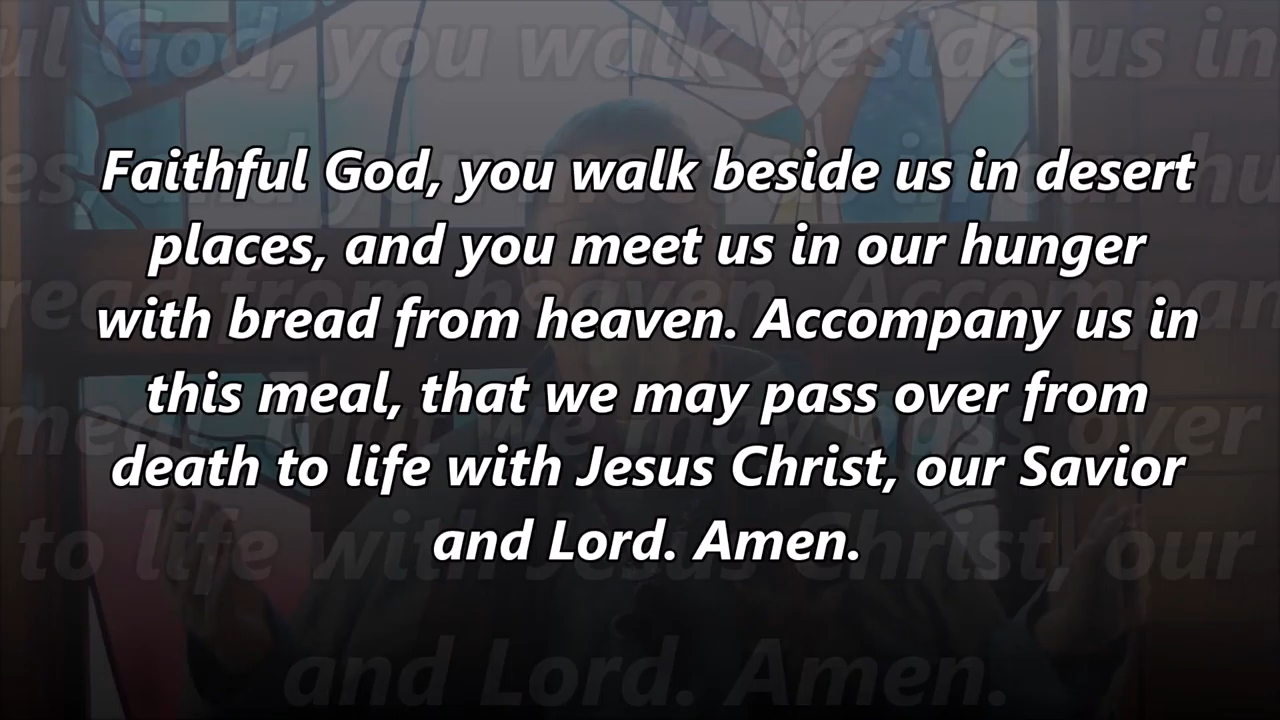 Faithful God, you walk beside us in desert
places, and you meet us in our hunger
with bread from heaven. Accompany us in
this meal, that we may pass over from
death to life with Jesus Christ, our Savior
and Lord. Amen.